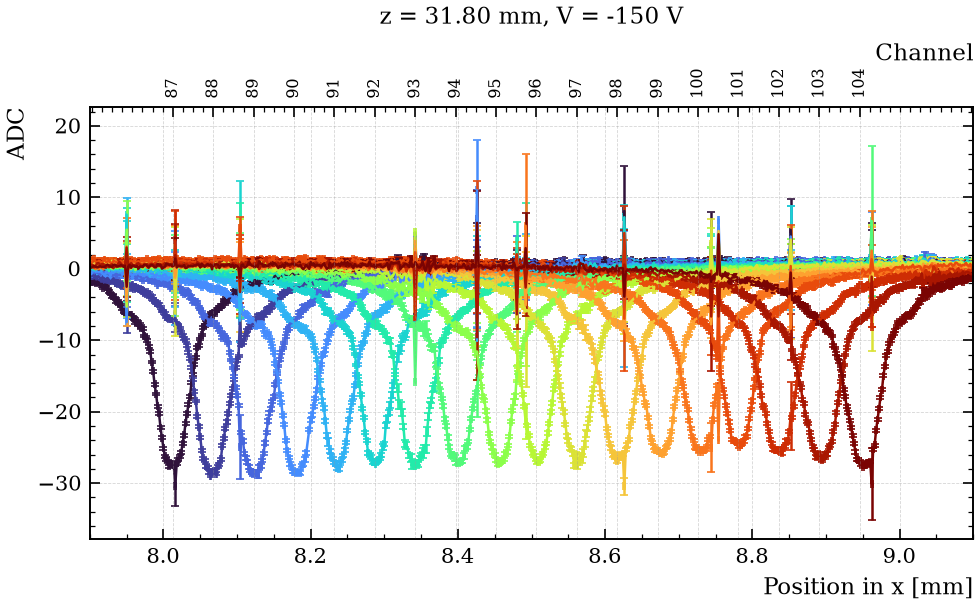 z = 31.80 mm, V = -150 V
Channel
87 88 89 90 91 92 93 94 95 96 97 98 99 100 101 102 103 104
ADC
20
10
0
−10
−20
−30
8.0 8.2 8.4 8.6 8.8 9.0
Position in x [mm]